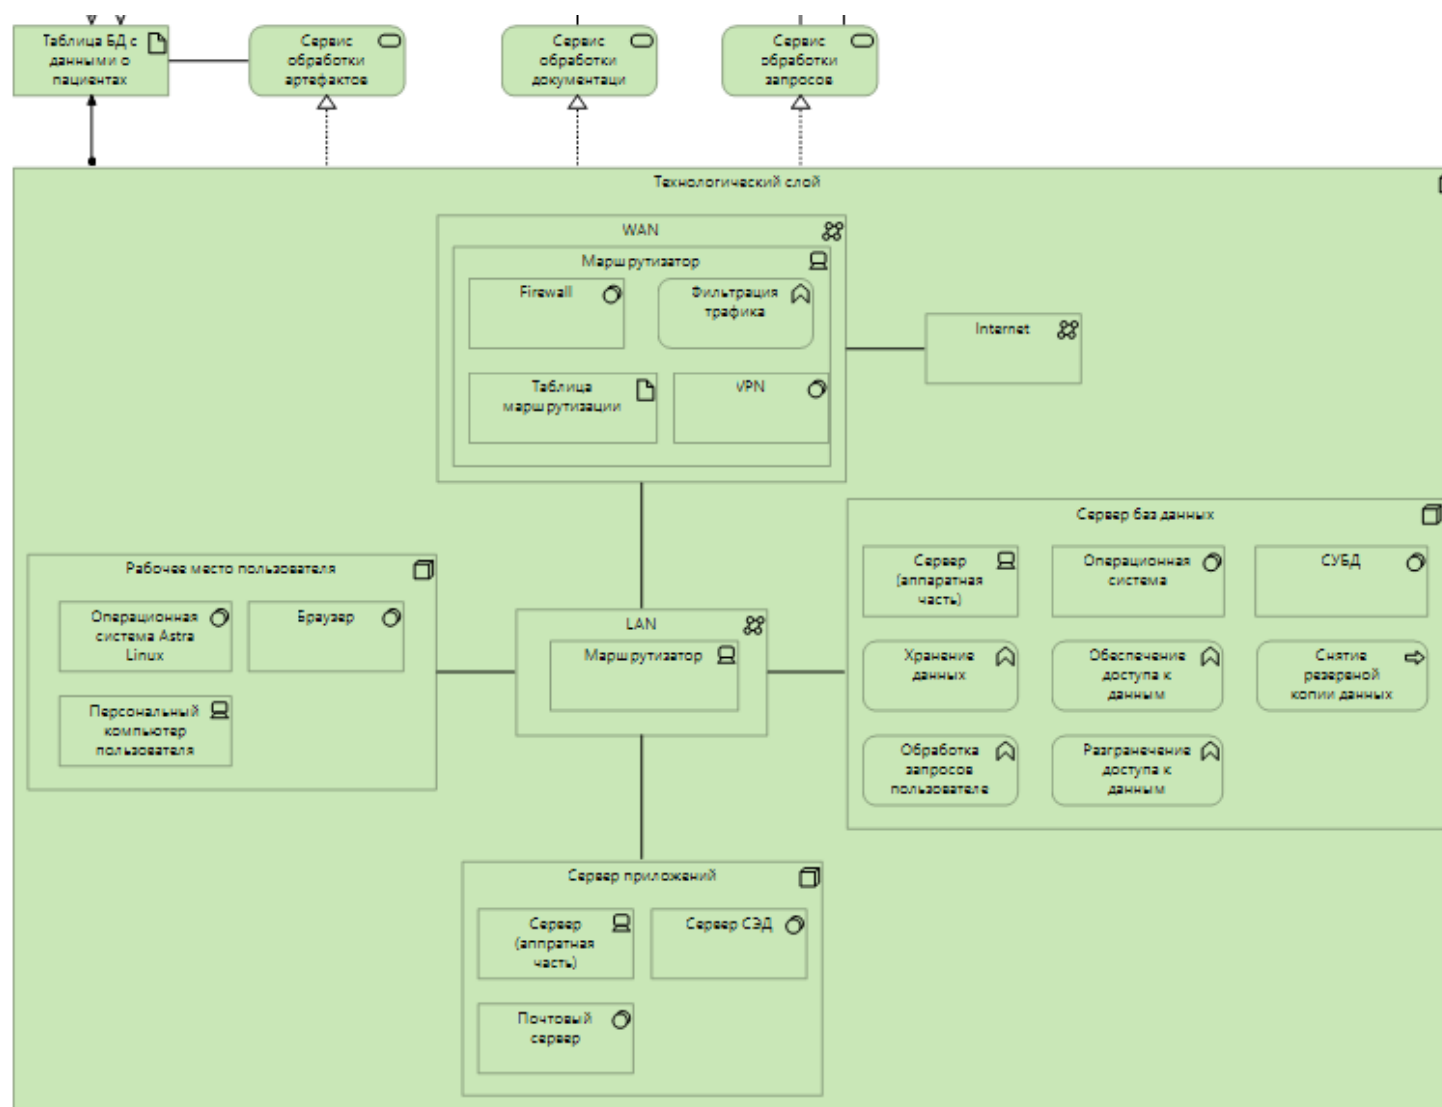 Таблица БД с
данными о
пациентах
Сервис
обработки
артефактов
Сервис
обработки
документаци
Сервис
обработки
запросов
Технологический слой
WAN
Маршрутизатор
Firewall
Фильтрация
трафика
Таблица
маршрутизации
VPN
Internet
Сервер баз данных
Сервер
(аппаратная
часть)
Операционная
система
СУБД
Хранение
данных
Обеспечение
доступа к
данным
Снятие
резервной
копии данных
Обработка
запросов
пользователе
Разгранечение
доступа к
данным
Рабочее место пользователя
Операционная
система Astra
Linux
Браузер
Персональный
компьютер
пользователя
LAN
Маршрутизатор
Сервер приложений
Сервер
(аппратная
часть)
Сервер СЭД
Почтовый
сервер